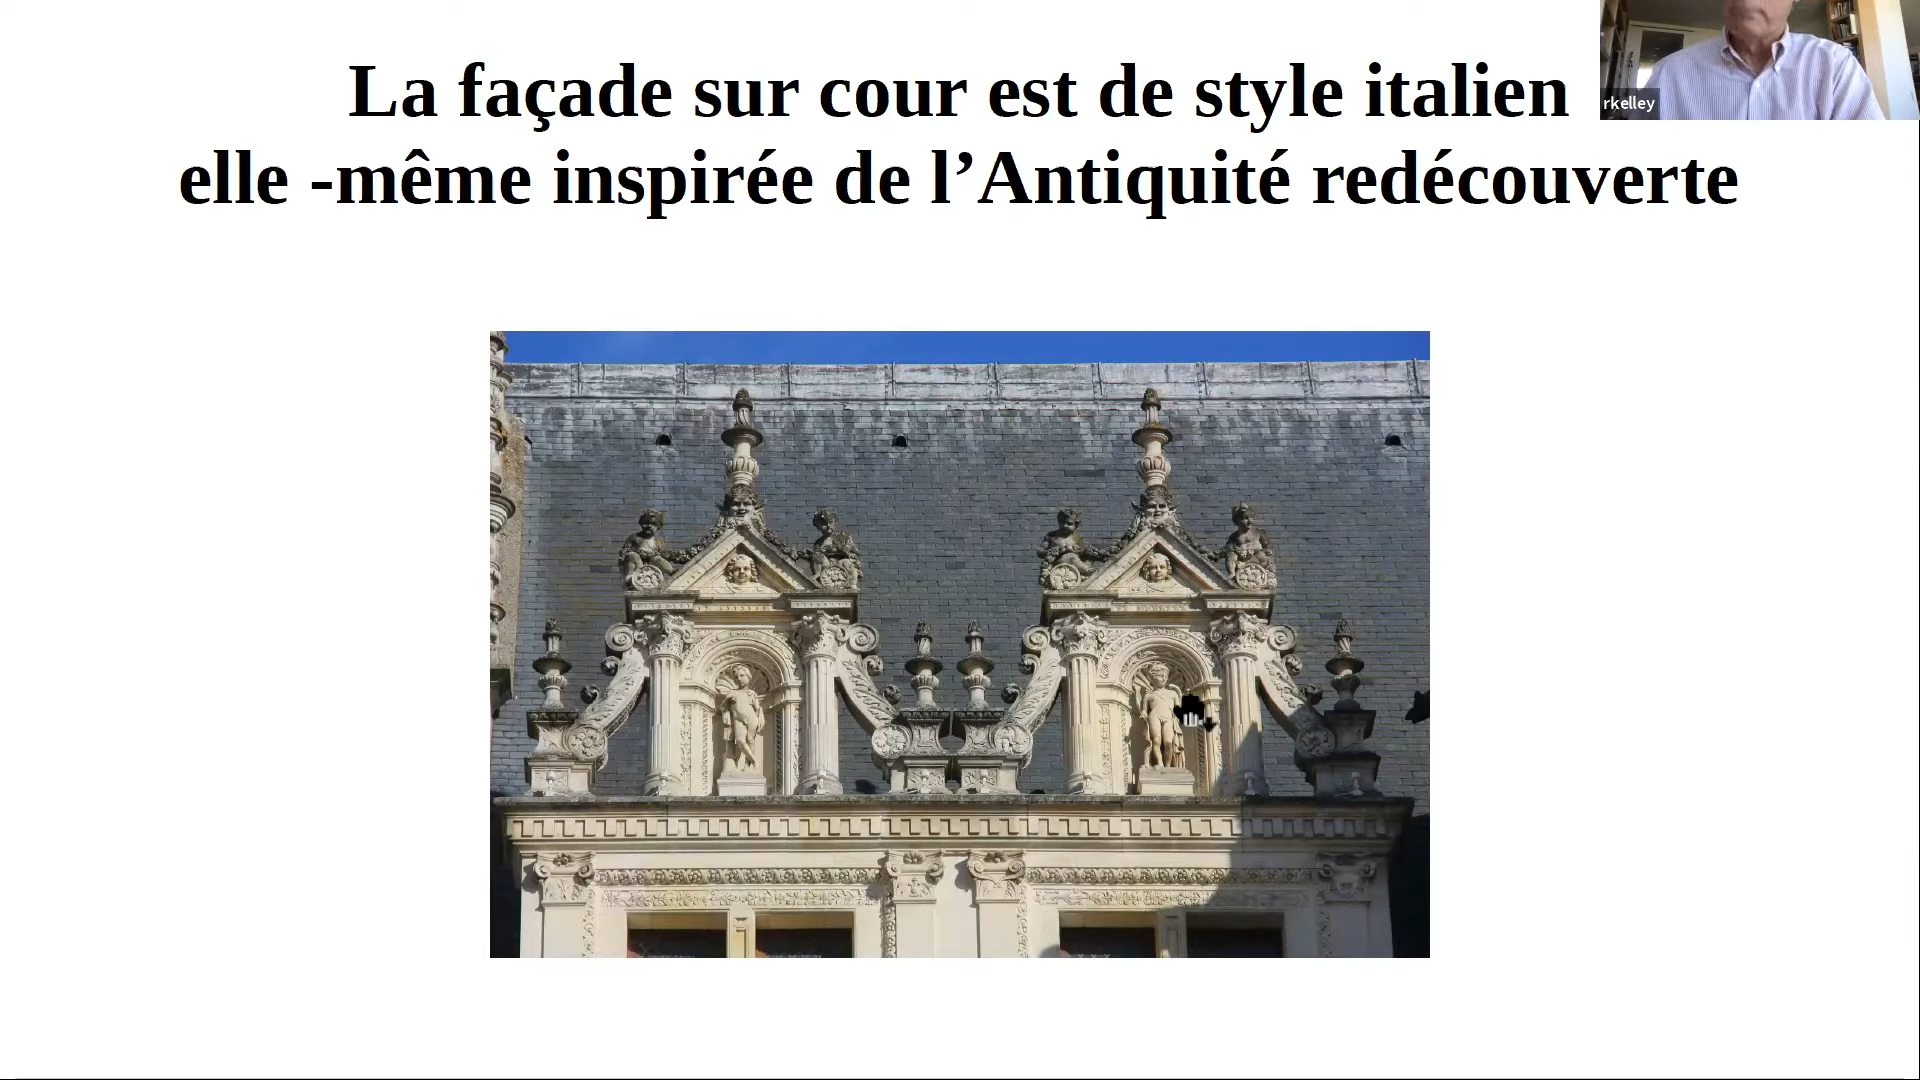 La façade sur cour est de style italien
elle -même inspirée de l’Antiquité redécouverte
rkelley